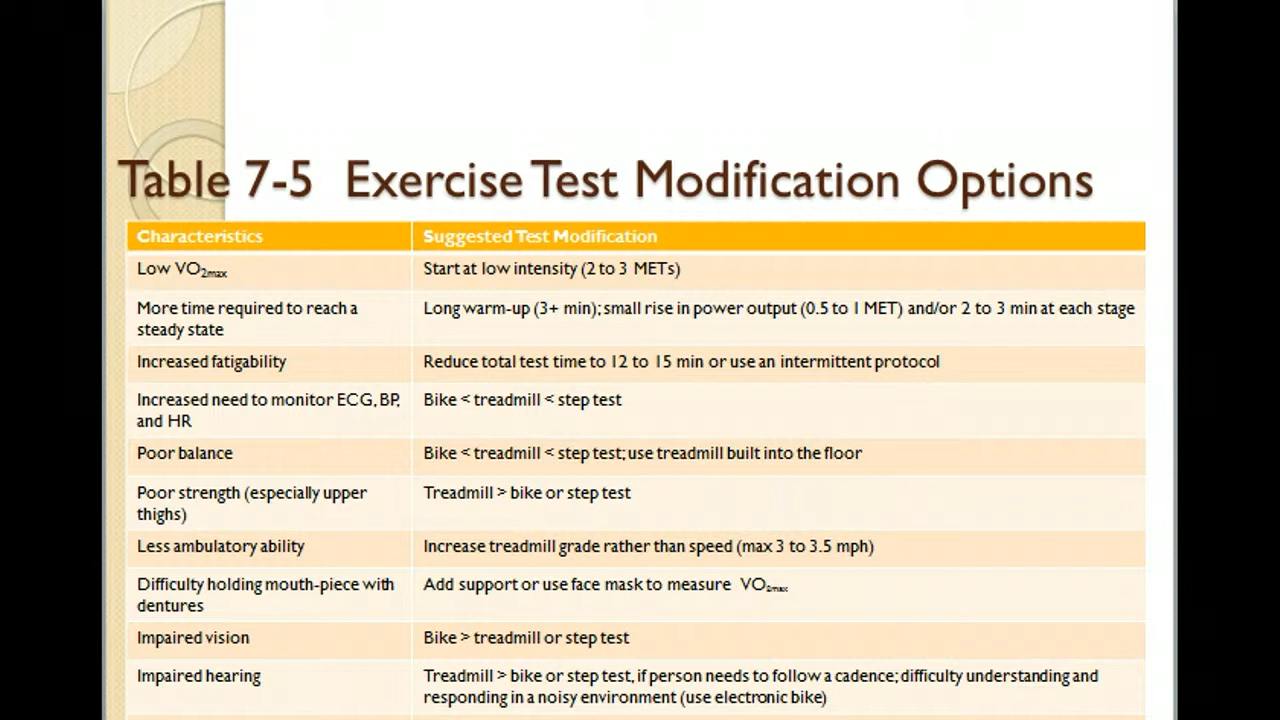 Table 7-5 Exercise Test Modification Options
Characteristics Suggested Test Modification
Low VO2max Start at low intensity (2 to 3 METs)
More time required to reach a Long warm-up (3+ min); small rise in power output (0.5 to 1 MET) and/or 2 to 3 min at each stage
steady state
Increased fatigability Reduce total test time to 12 to 15 min or use an intermittent protocol
Increased need to monitor ECG, BP, Bike < treadmill < step test
and HR
Poor balance Bike < treadmill < step test; use treadmill built into the floor
Poor strength (especially upper Treadmill > bike or step test
thighs)
Less ambulatory ability Increase treadmill grade rather than speed (max 3 to 3.5 mph)
Difficulty holding mouth-piece with Add support or use face mask to measure VO2max
dentures
Impaired vision Bike > treadmill or step test
Impaired hearing Treadmill > bike or step test, if person needs to follow a cadence; difficulty understanding and
responding in a noisy environment (use electronic bike)